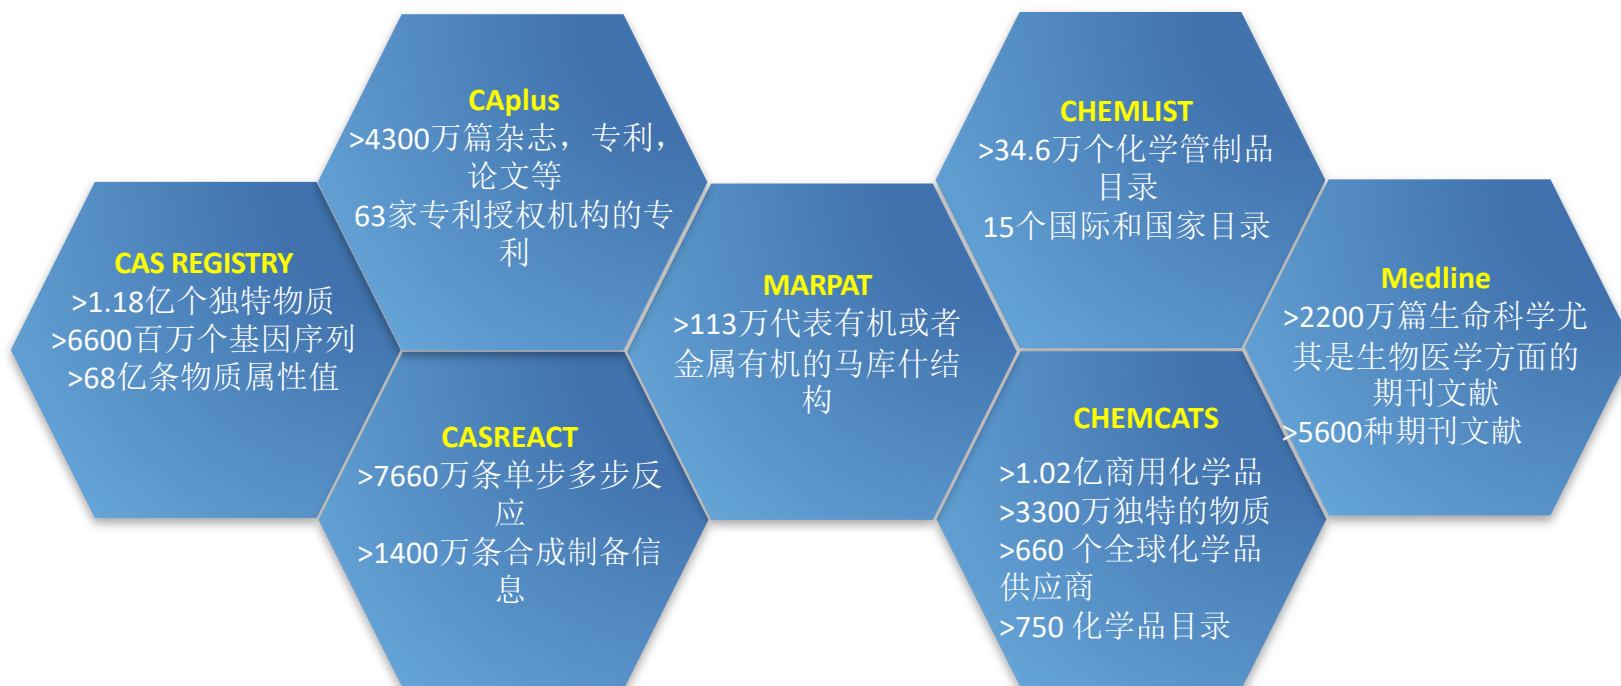 CAS REGISTRY
>1.18亿个独特物质
>6600百万个基因序列
>68亿条物质属性值
CAplus
>4300万篇杂志，专利，
论文等
63家专利授权机构的专
利
CASREACT
>7660万条单步多步反
应
>1400万条合成制备信
息
MARPAT
>113万代表有机或者
金属有机的马库什结
构
CHEMLIST
>34.6万个化学管制品
目录
15个国际和国家目录
CHEMCATS
>1.02亿商用化学品
>3300万独特的物质
>660 个全球化学品
供应商
>750 化学品目录
Medline
>2200万篇生命科学尤
其是生物医学方面的
期刊文献
>5600种期刊文献